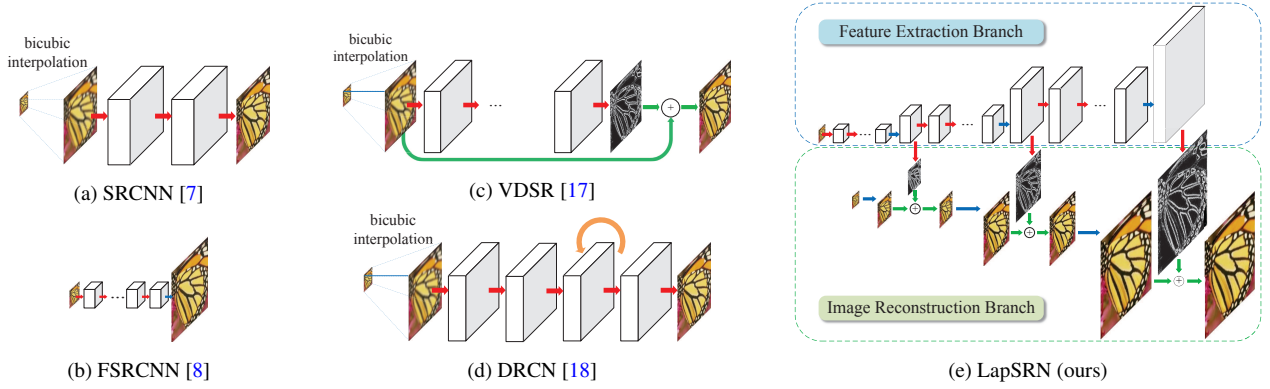 bicubic
interpolation
(a) SRCNN [7]
(b) FSRCNN [8]
bicubic
interpolation
...
+
(c) VDSR [17]
bicubic
interpolation
(d) DRCN [18]
Feature Extraction Branch
Image Reconstruction Branch
(e) LapSRN (ours)